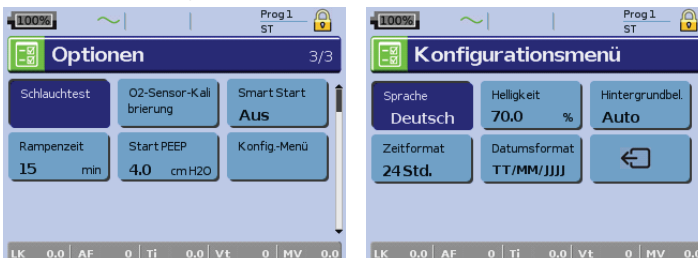 100%
Prog 1
ST
Optionen
3/3
Schlauchtest
O2-Sensor-Kali
brierung
Smart Start
Aus
Rampenzeit
15 min
Start PEEP
4.0 cmH2O
Konfig.-Menü
LK 0.0 AF 0 Ti 0.0 Vt 0 MV 0.0
100%
Prog 1
ST
Konfigurationsmenü
Sprache
Deutsch
Helligkeit
70.0 %
Hintergrundbel.
Auto
Zeitformat
24 Std.
Datumsformat
TT/MM/JJJJ
LK 0.0 AF 0 Ti 0.0 Vt 0 MV 0.0